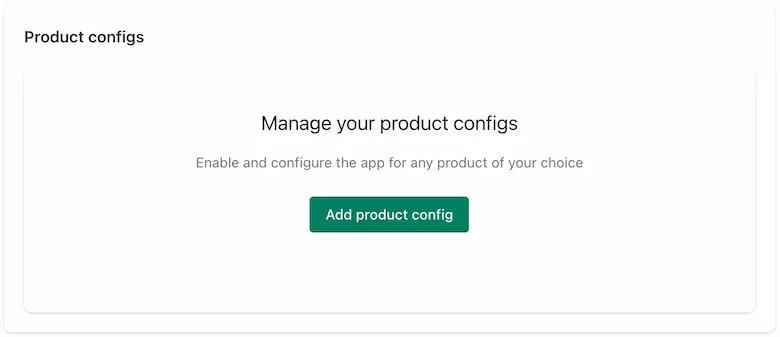 Product configs
Manage your product configs
Enable and configure the app for any product of your choice
Add product config